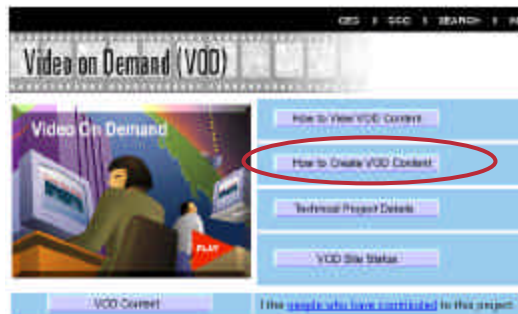 SEARCH
Video on Demand (VOD)
Video On Demand
PLAY
How to View VOD Content
How to Create VOD Content
Technical Project Details
VOD Site Status
VOD Content
people who have contributed to this project